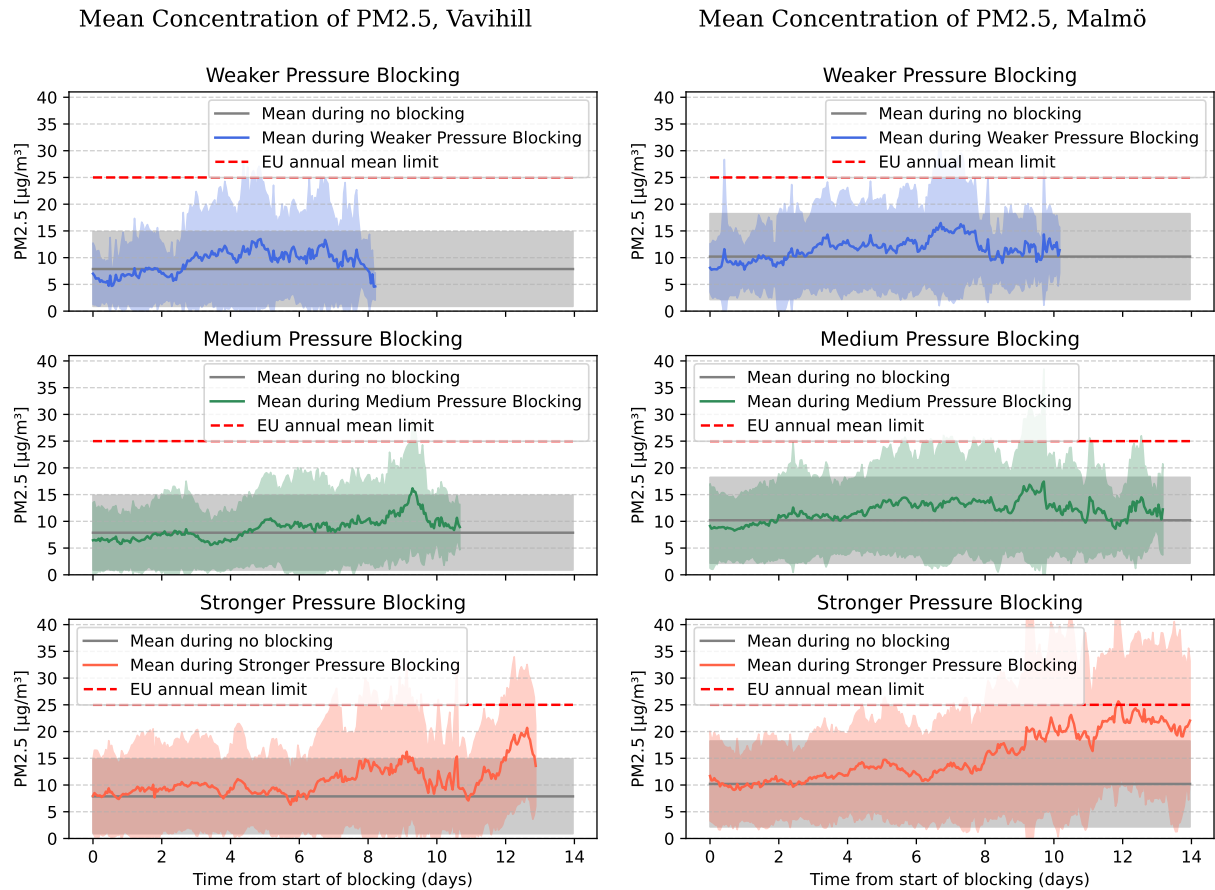 Mean Concentration of PM2.5, Vavihill
Mean Concentration of PM2.5, Malmö
Weaker Pressure Blocking
PM2.5 [µg/m³]
40
35
30
25
20
15
10
5
0
Mean during no blocking
Mean during Weaker Pressure Blocking
EU annual mean limit
Weaker Pressure Blocking
PM2.5 [µg/m³]
40
35
30
25
20
15
10
5
0
Mean during no blocking
Mean during Weaker Pressure Blocking
EU annual mean limit
Medium Pressure Blocking
PM2.5 [µg/m³]
40
35
30
25
20
15
10
5
0
Mean during no blocking
Mean during Medium Pressure Blocking
EU annual mean limit
Medium Pressure Blocking
PM2.5 [µg/m³]
40
35
30
25
20
15
10
5
0
Mean during no blocking
Mean during Medium Pressure Blocking
EU annual mean limit
Stronger Pressure Blocking
PM2.5 [µg/m³]
40
35
30
25
20
15
10
5
0
Mean during no blocking
Mean during Stronger Pressure Blocking
EU annual mean limit
0 2 4 6 8 10 12 14
Time from start of blocking (days)
Stronger Pressure Blocking
PM2.5 [µg/m³]
40
35
30
25
20
15
10
5
0
Mean during no blocking
Mean during Stronger Pressure Blocking
EU annual mean limit
0 2 4 6 8 10 12 14
Time from start of blocking (days)